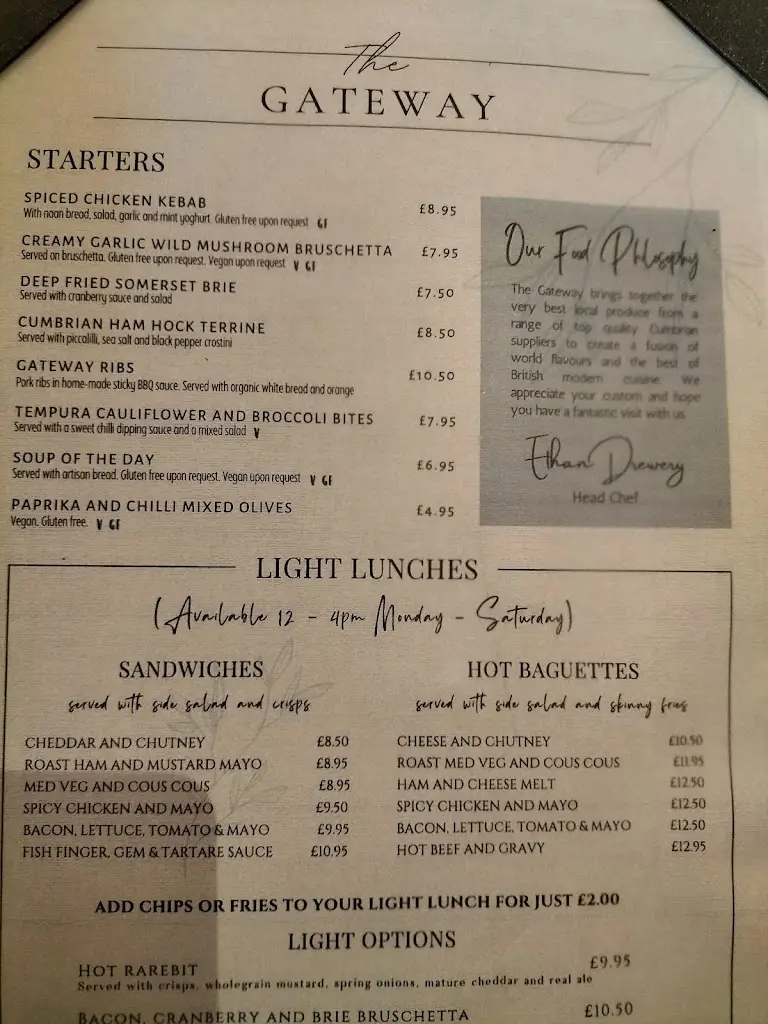 The
GATEWAY
STARTERS
SPICED CHICKEN KEBAB £8.95
With naan bread, salad, garlic and mint yoghurt. Gluten free upon request GF
CREAMY GARLIC WILD MUSHROOM BRUSCHETTA £7.95
Served on bruschetta. Gluten free upon request. Vegan upon request V GF
DEEP FRIED SOMERSET BRIE £7.50
Served with cranberry sauce and salad
CUMBRIAN HAM HOCK TERRINE £8.50
Served with piccalilli, sea salt and black pepper crostini
GATEWAY RIBS £10.50
Pork ribs in home-made sticky BBQ sauce. Served with organic white bread and orange
TEMPURA CAULIFLOWER AND BROCCOLI BITES £7.95
Served with a sweet chilli dipping sauce and a mixed salad V
SOUP OF THE DAY £6.95
Served with artisan bread. Gluten free upon request. Vegan upon request V GF
PAPRIKA AND CHILLI MIXED OLIVES £4.95
Vegan. Gluten free. V GF
Our Food Philosophy
The Gateway brings together the
very best local produce from a
range of top quality Cumbrian
suppliers to create a fusion of
world flavours and the best of
British modern cuisine. We
appreciate your custom and hope
you have a fantastic visit with us.
Ethan Drewery
Head Chef
LIGHT LUNCHES
(Available 12 - 4pm Monday - Saturday)
SANDWICHES
served with side salad and crisps
CHEDDAR AND CHUTNEY £8.50
ROAST HAM AND MUSTARD MAYO £8.95
MED VEG AND COUS COUS £8.95
SPICY CHICKEN AND MAYO £9.50
BACON, LETTUCE, TOMATO & MAYO £9.95
FISH FINGER, GEM & TARTARE SAUCE £10.95
HOT BAGUETTES
served with side salad and skinny fries
CHEESE AND CHUTNEY £10.50
ROAST MED VEG AND COUS COUS £11.95
HAM AND CHEESE MELT £12.50
SPICY CHICKEN AND MAYO £12.50
BACON, LETTUCE, TOMATO & MAYO £12.50
HOT BEEF AND GRAVY £12.95
ADD CHIPS OR FRIES TO YOUR LIGHT LUNCH FOR JUST £2.00
LIGHT OPTIONS
HOT RAREBIT £9.95
Served with crisps, wholegrain mustard, spring onions, mature cheddar and real ale
BACON, CRANBERRY AND BRIE BRUSCHETTA £10.50